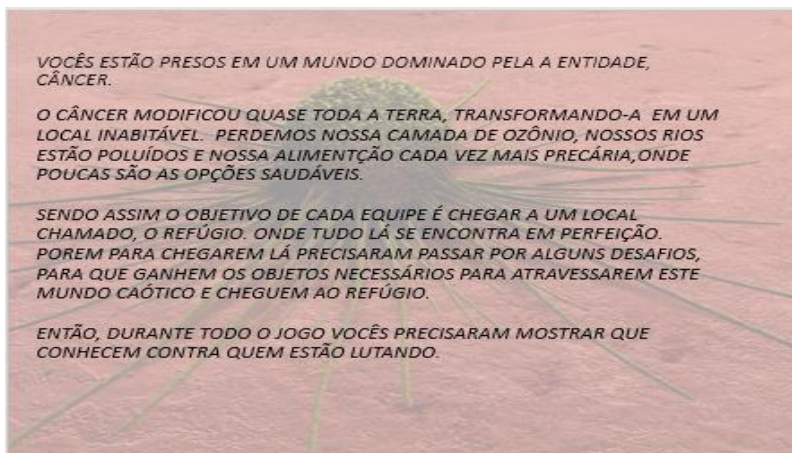 VOCÊS ESTÃO PRESOS EM UM MUNDO DOMINADO PELA A ENTIDADE,
CÂNCER.
O CÂNCER MODIFICOU QUASE TODA A TERRA, TRANSFORMANDO-A EM UM
LOCAL INABITÁVEL. PERDEMOS NOSSA CAMADA DE OZÔNIO, NOSSOS RIOS
ESTÃO POLUÍDOS E NOSSA ALIMENTÇÃO CADA VEZ MAIS PRECÁRIA,ONDE
POUCAS SÃO AS OPÇÕES SAUDÁVEIS.
SENDO ASSIM O OBJETIVO DE CADA EQUIPE É CHEGAR A UM LOCAL
CHAMADO, O REFÚGIO. ONDE TUDO LÁ SE ENCONTRA EM PERFEIÇÃO.
POREM PARA CHEGAREM LÁ PRECISARAM PASSAR POR ALGUNS DESAFIOS,
PARA QUE GANHEM OS OBJETOS NECESSÁRIOS PARA ATRAVESSAREM ESTE
MUNDO CAÓTICO E CHEGUEM AO REFÚGIO.
ENTÃO, DURANTE TODO O JOGO VOCÊS PRECISARAM MOSTRAR QUE
CONHECEM CONTRA QUEM ESTÃO LUTANDO.